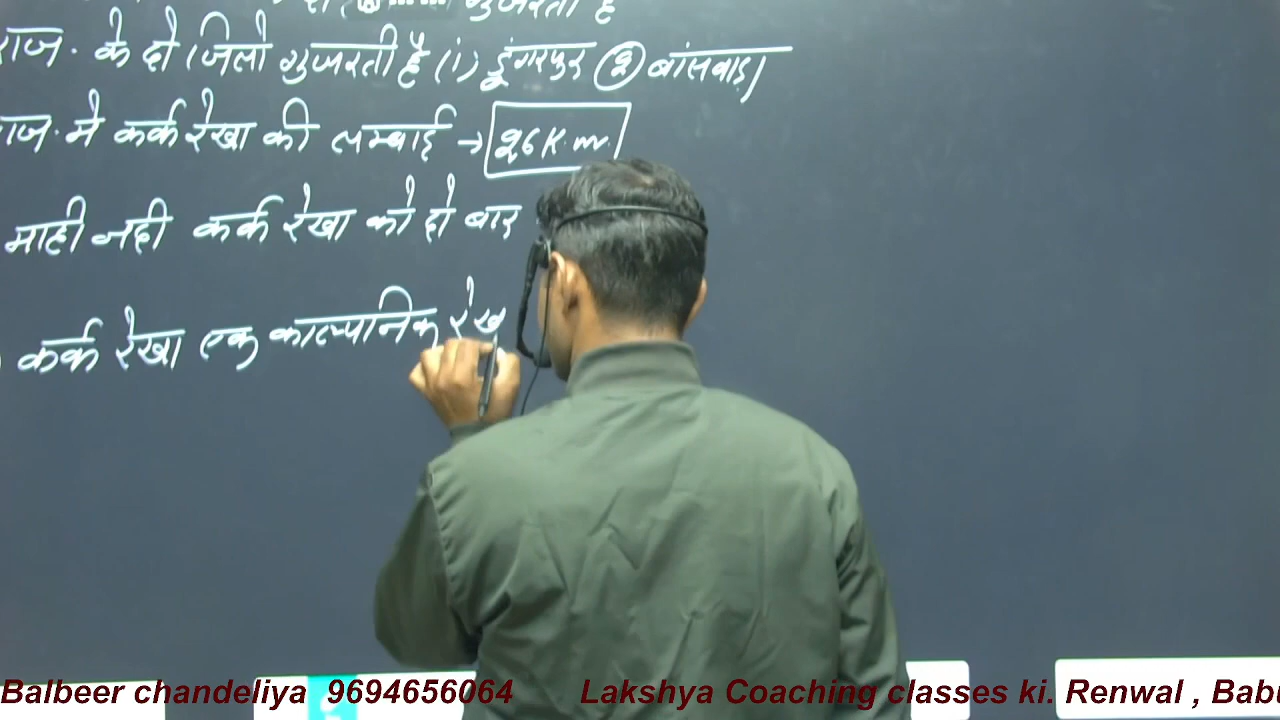 गुजरती है
राज. के दो जिलो गुजरती है (i) डूंगरपुर (2) बांसवाड़ा
राज. मे कर्क रेखा की लम्बाई → 26 K.m.
माही नदी कर्क रेखा को दो बार
कर्क रेखा एक काल्पनिक रेख
Balbeer chandeliya 9694656064 Lakshya Coaching classes ki. Renwal ,